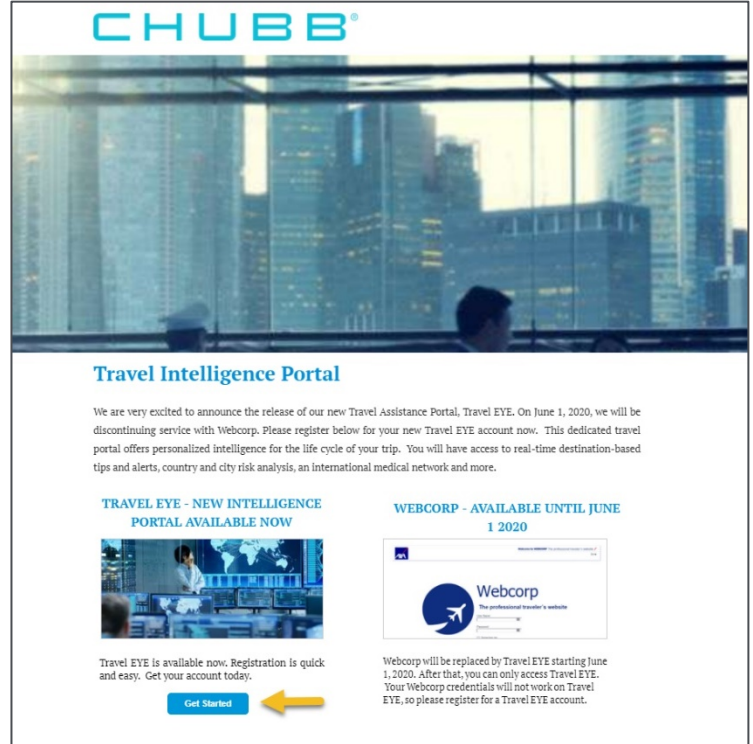 CHUBB®
Travel Intelligence Portal
We are very excited to announce the release of our new Travel Assistance Portal, Travel EYE. On June 1, 2020, we will be
discontinuing service with Webcorp. Please register below for your new Travel EYE account now. This dedicated travel
portal offers personalized intelligence for the life cycle of your trip. You will have access to real-time destination-based
tips and alerts, country and city risk analysis, an international medical network and more.
TRAVEL EYE - NEW INTELLIGENCE
PORTAL AVAILABLE NOW
Travel EYE is available now. Registration is quick
and easy. Get your account today.
Get Started
WEBCORP - AVAILABLE UNTIL JUNE
1 2020
Webcorp
The professional traveler's website
Webcorp will be replaced by Travel EYE starting June
1, 2020. After that, you can only access Travel EYE.
Your Webcorp credentials will not work on Travel
EYE, so please register for a Travel EYE account.